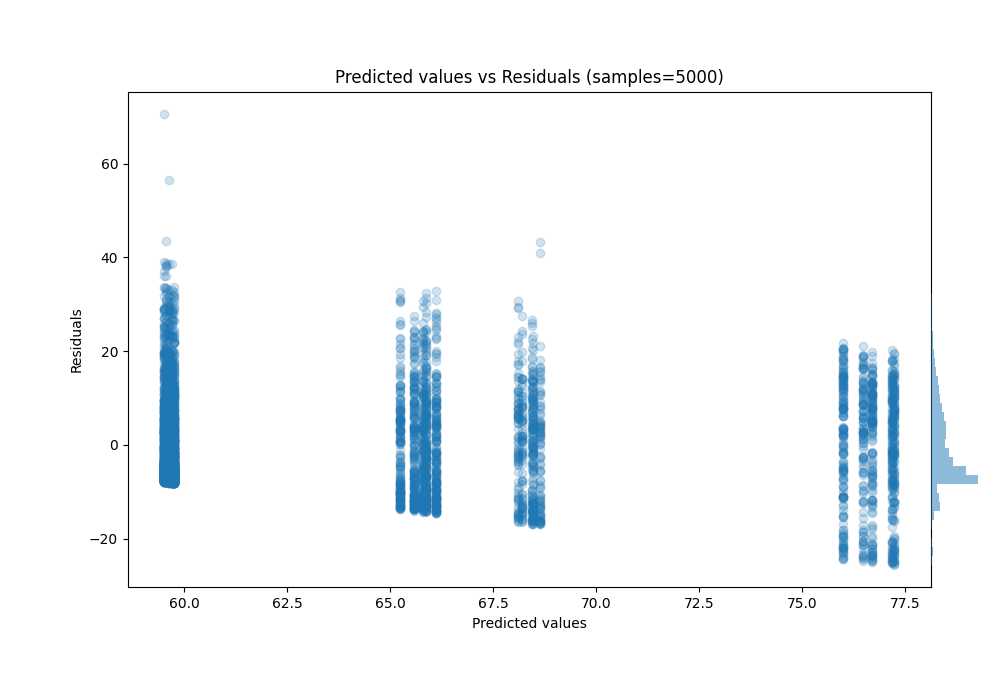 Predicted values vs Residuals (samples=5000)
60
40
20
0
−20
Residuals
60.0 62.5 65.0 67.5 70.0 72.5 75.0 77.5
Predicted values